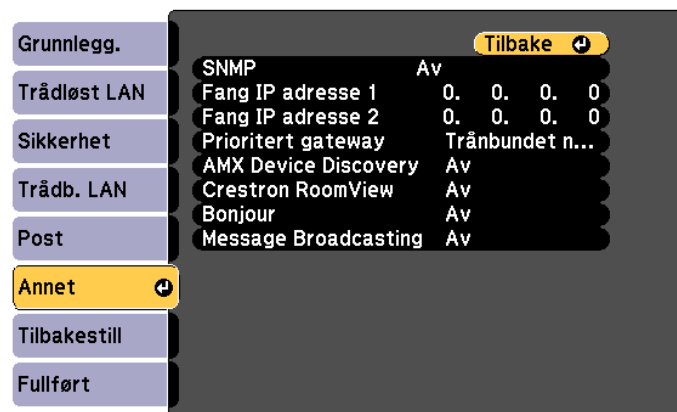 Grunnlegg.
Trådløst LAN
Sikkerhet
Trådb. LAN
Post
Annet
Tilbakestill
Fullført
Tilbake
SNMP Av
Fang IP adresse 1 0. 0. 0. 0
Fang IP adresse 2 0. 0. 0. 0
Prioritert gateway Trånbundet n...
AMX Device Discovery Av
Crestron RoomView Av
Bonjour Av
Message Broadcasting Av